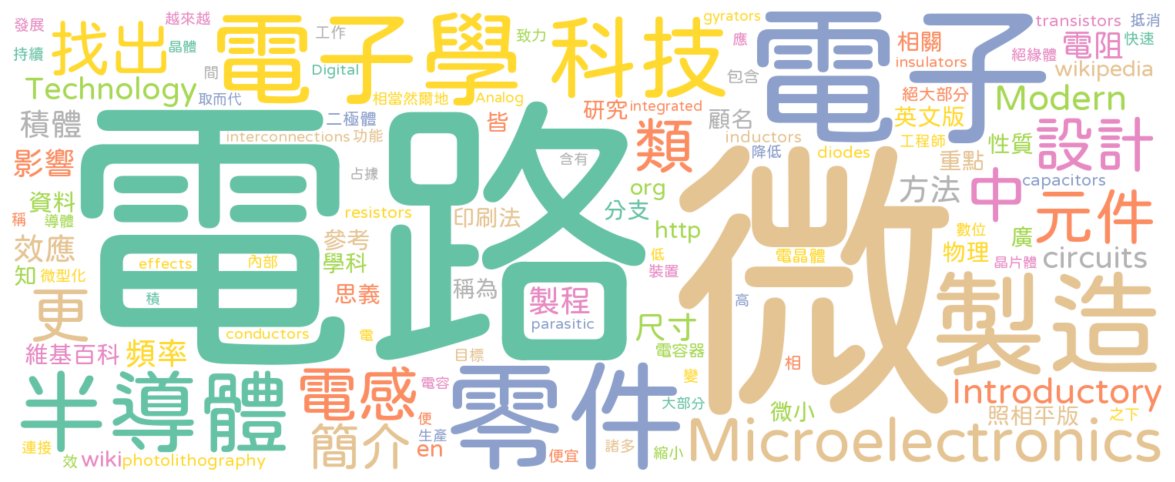 發展
越來越
gyrators
transistors
抵消
持續
找出
晶體
電子學
工作
致力
科技
電子
應
相關
電阻
快速
絕緣體
Technology
Digital
間
包含
insulators
wikipedia
取而代
相當然爾地
Analog
研究
integrated
絕大部分
Modern
積體
二極體
皆
顧名
英文版
interconnections
功能
inductors
工程師
影響
電路
含有
類
降低
diodes
重點
性質
設計
占據
微
capacitors
資料
導體
org
方法
中
稱
resistors
印刷法
分支
元件
http
數位
廣
效應
參考
電晶體
物理
circuits
effects
內部
學科
低
裝置
晶片體
知
微型化
積
思義
稱為
製程
高
製造
更
conductors
電
parasitic
尺寸
維基百科
頻率
目標
電容器
相
半導體
電感
電容
零件
變
Introductory
大部分
微小
照相平版
之下
便
簡介
生產
Microelectronics
連接
效
wiki
photolithography
en
便宜
諸多
縮小